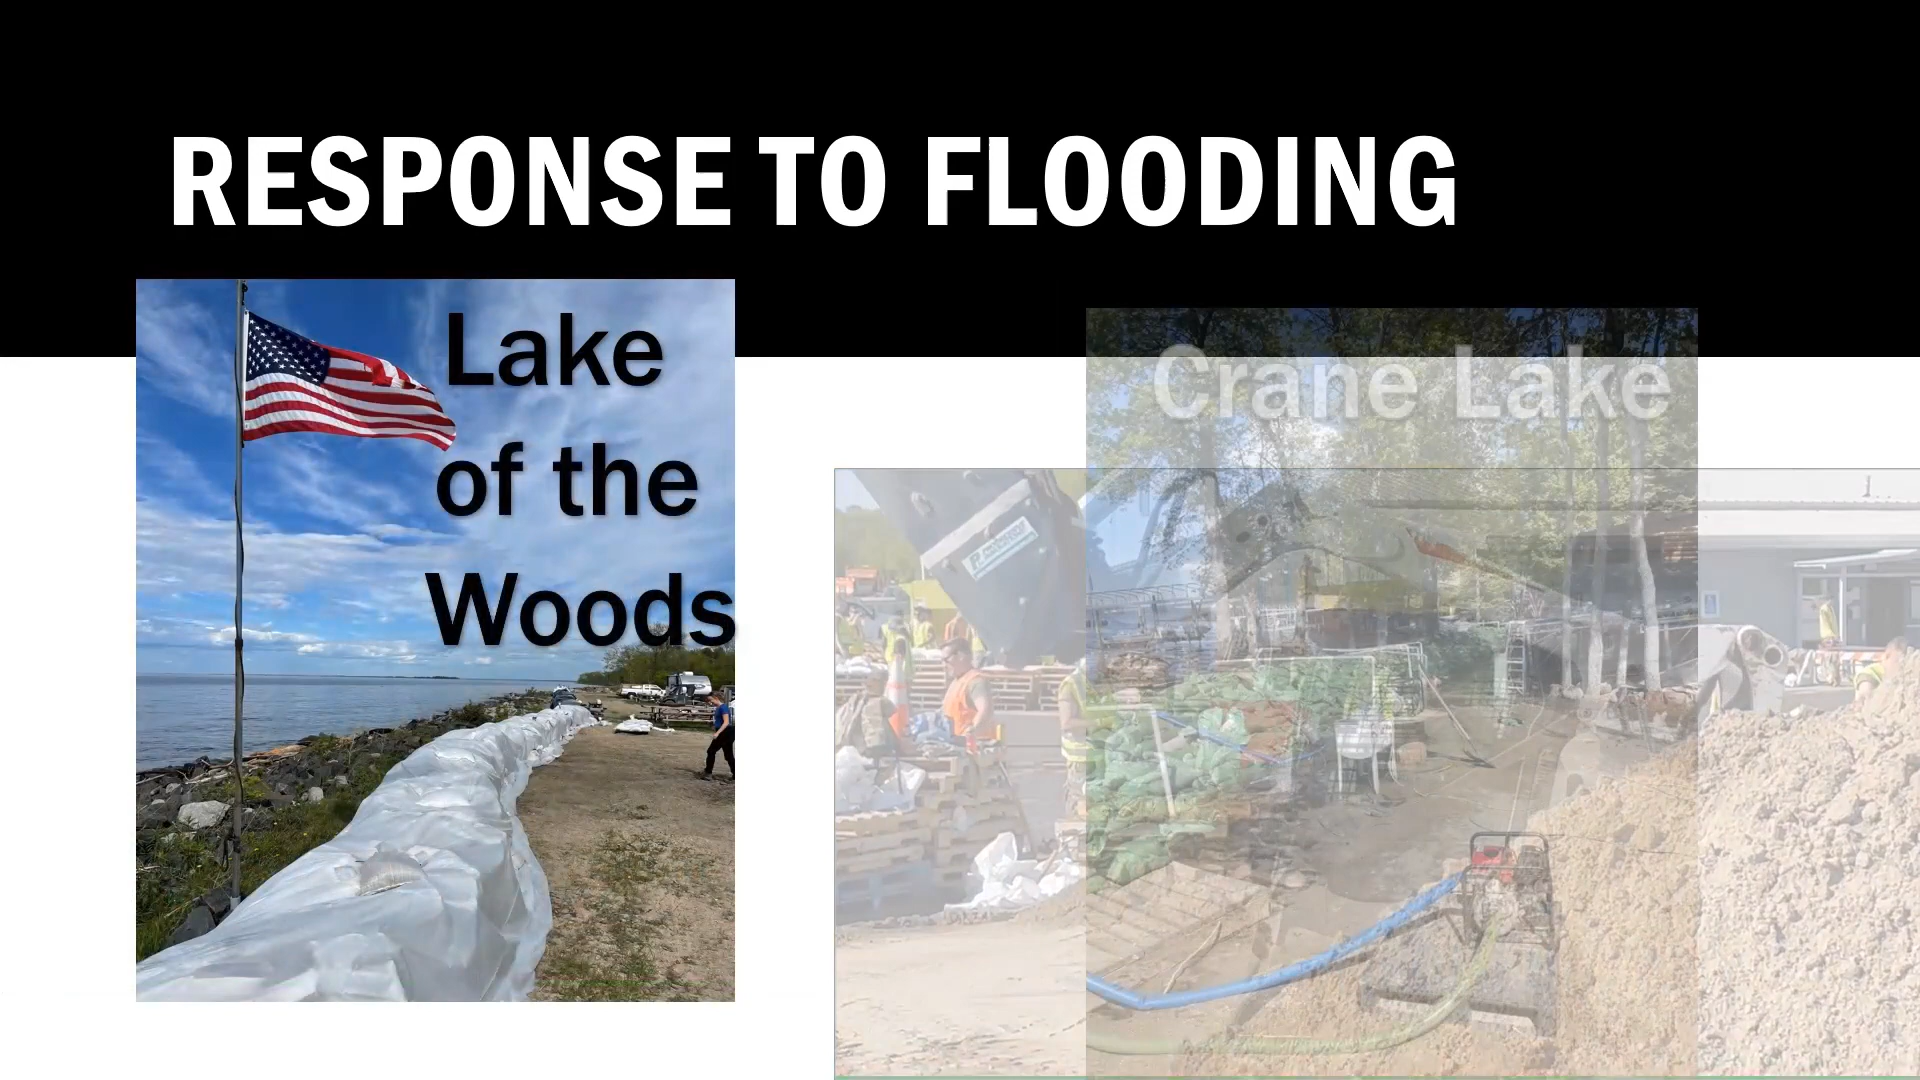 RESPONSE TO FLOODING
Lake
of the
Woods
Crane Lake